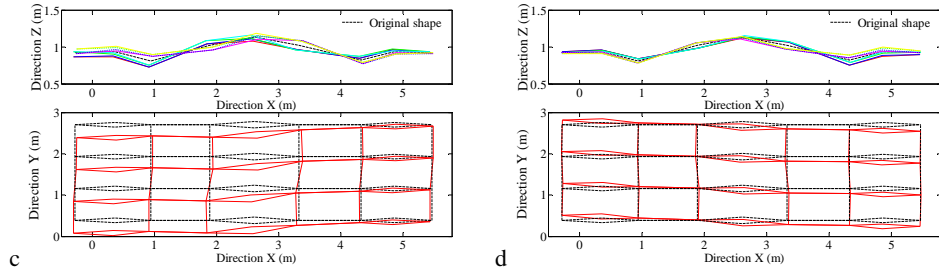 1.5
1
0.5
Direction Z (m)
Original shape
0 1 2 3 4 5
Direction X (m)
3
2
1
0
Direction Y (m)
0 1 2 3 4 5
Direction X (m)
c
1.5
1
0.5
Direction Z (m)
Original shape
0 1 2 3 4 5
Direction X (m)
3
2
1
0
Direction Y (m)
0 1 2 3 4 5
Direction X (m)
d